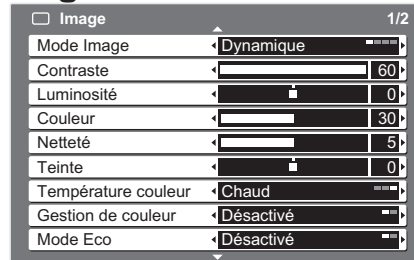 Image 1/2
Mode Image Dynamique
Contraste 60
Luminosité 0
Couleur 30
Netteté 5
Teinte 0
Température couleur Chaud
Gestion de couleur Désactivé
Mode Eco Désactivé